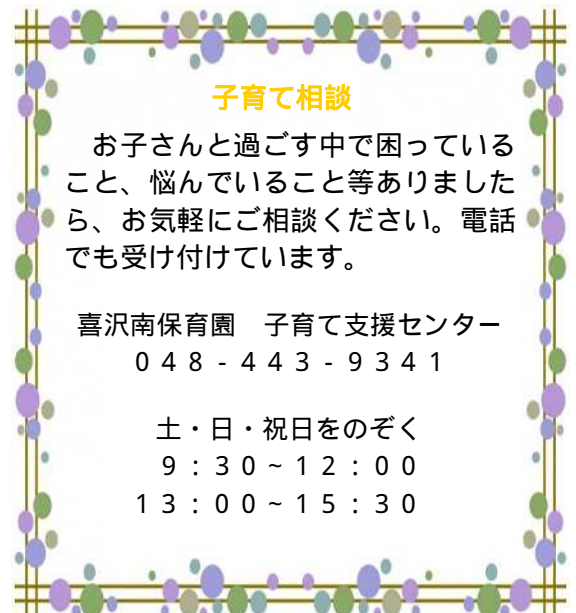 子育て相談
　お子さんと過ごす中で困っている
こと、悩んでいること等ありました
ら、お気軽にご相談ください。電話
でも受け付けています。
喜沢南保育園　子育て支援センター
０４８-４４３-９３４１
土・日・祝日をのぞく
９：３０~１２：００
１３：００~１５：３０